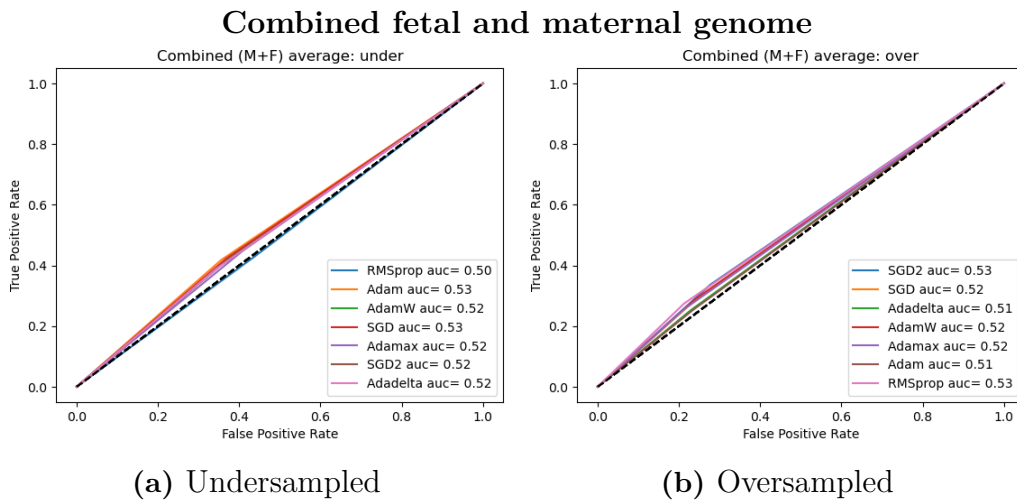 Combined fetal and maternal genome
Combined (M+F) average: under
True Positive Rate
1.0
0.8
0.6
0.4
0.2
0.0
RMSprop auc= 0.50
Adam auc= 0.53
AdamW auc= 0.52
SGD auc= 0.53
Adamax auc= 0.52
SGD2 auc= 0.52
Adadelta auc= 0.52
0.0 0.2 0.4 0.6 0.8 1.0
False Positive Rate
(a) Undersampled
Combined (M+F) average: over
True Positive Rate
1.0
0.8
0.6
0.4
0.2
0.0
SGD2 auc= 0.53
SGD auc= 0.52
Adadelta auc= 0.51
AdamW auc= 0.52
Adamax auc= 0.52
Adam auc= 0.51
RMSprop auc= 0.53
0.0 0.2 0.4 0.6 0.8 1.0
False Positive Rate
(b) Oversampled